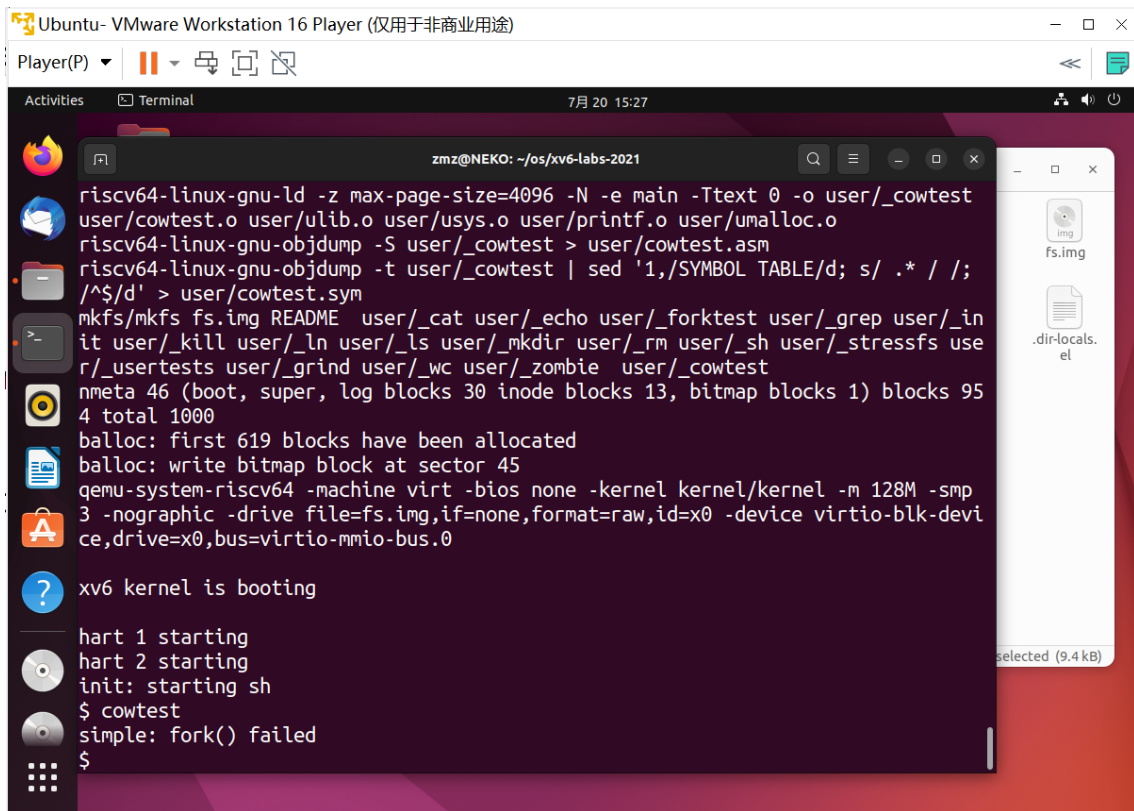 Ubuntu- VMware Workstation 16 Player (仅用于非商业用途)
Player(P)
Activities
Terminal
7月 20 15:27
zmz@NEKO: ~/os/xv6-labs-2021
riscv64-linux-gnu-ld -z max-page-size=4096 -N -e main -Ttext 0 -o user/_cowtest
user/cowtest.o user/ulib.o user/usys.o user/printf.o user/umalloc.o
riscv64-linux-gnu-objdump -S user/_cowtest > user/cowtest.asm
riscv64-linux-gnu-objdump -t user/_cowtest | sed '1,/SYMBOL TABLE/d; s/ .* / /;
/^$/d' > user/cowtest.sym
mkfs/mkfs fs.img README  user/_cat user/_echo user/_forktest user/_grep user/_in
it user/_kill user/_ln user/_ls user/_mkdir user/_rm user/_sh user/_stressfs use
r/_usertests user/_grind user/_wc user/_zombie  user/_cowtest
nmeta 46 (boot, super, log blocks 30 inode blocks 13, bitmap blocks 1) blocks 95
4 total 1000
balloc: first 619 blocks have been allocated
balloc: write bitmap block at sector 45
qemu-system-riscv64 -machine virt -bios none -kernel kernel/kernel -m 128M -smp
3 -nographic -drive file=fs.img,if=none,format=raw,id=x0 -device virtio-blk-devi
ce,drive=x0,bus=virtio-mmio-bus.0
xv6 kernel is booting
hart 1 starting
hart 2 starting
init: starting sh
$ cowtest
simple: fork() failed
$
img
fs.img
.dir-locals.
el
selected (9.4 kB)